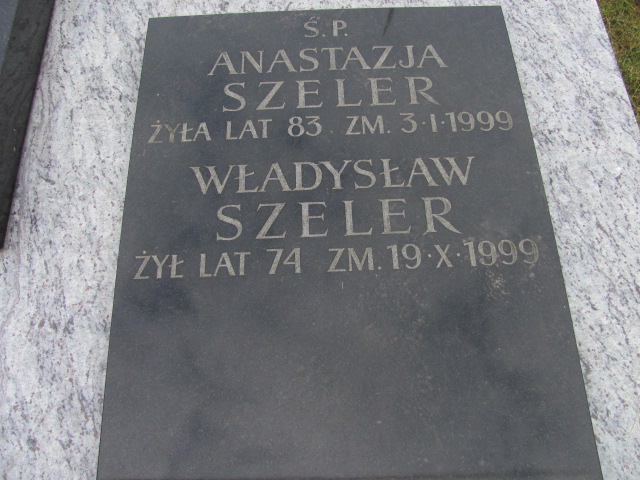 Ś.P.
ANASTAZJA
SZELER
ŻYŁA LAT 83 ZM. 3·I·1999
WŁADYSŁAW
SZELER
ŻYŁ LAT 74 ZM. 19·X·1999